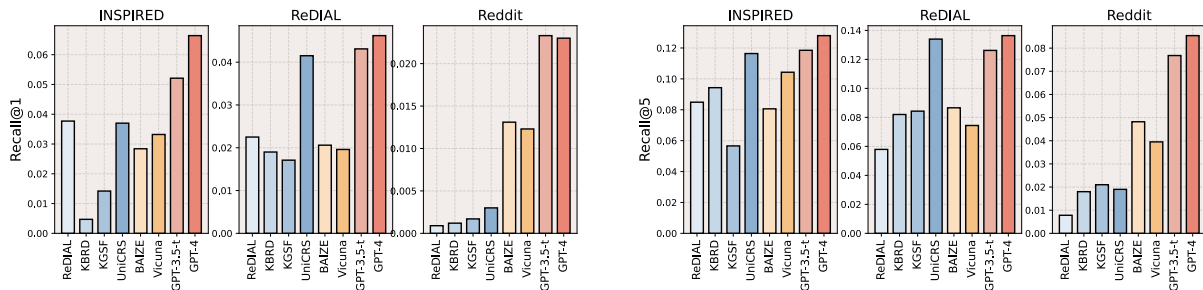 INSPIRED
ReDIAL
Reddit
Recall@1
0.06
0.05
0.04
0.03
0.02
0.01
0.00
0.04
0.03
0.02
0.01
0.00
0.020
0.015
0.010
0.005
0.000
ReDIAL
KBRD
KGSF
UniCRS
BAIZE
Vicuna
GPT-3.5-t
GPT-4
ReDIAL
KBRD
KGSF
UniCRS
BAIZE
Vicuna
GPT-3.5-t
GPT-4
ReDIAL
KBRD
KGSF
UniCRS
BAIZE
Vicuna
GPT-3.5-t
GPT-4
INSPIRED
ReDIAL
Reddit
Recall@5
0.12
0.10
0.08
0.06
0.04
0.02
0.00
0.14
0.12
0.10
0.08
0.06
0.04
0.02
0.00
0.08
0.07
0.06
0.05
0.04
0.03
0.02
0.01
0.00
ReDIAL
KBRD
KGSF
UniCRS
BAIZE
Vicuna
GPT-3.5-t
GPT-4
ReDIAL
KBRD
KGSF
UniCRS
BAIZE
Vicuna
GPT-3.5-t
GPT-4
ReDIAL
KBRD
KGSF
UniCRS
BAIZE
Vicuna
GPT-3.5-t
GPT-4